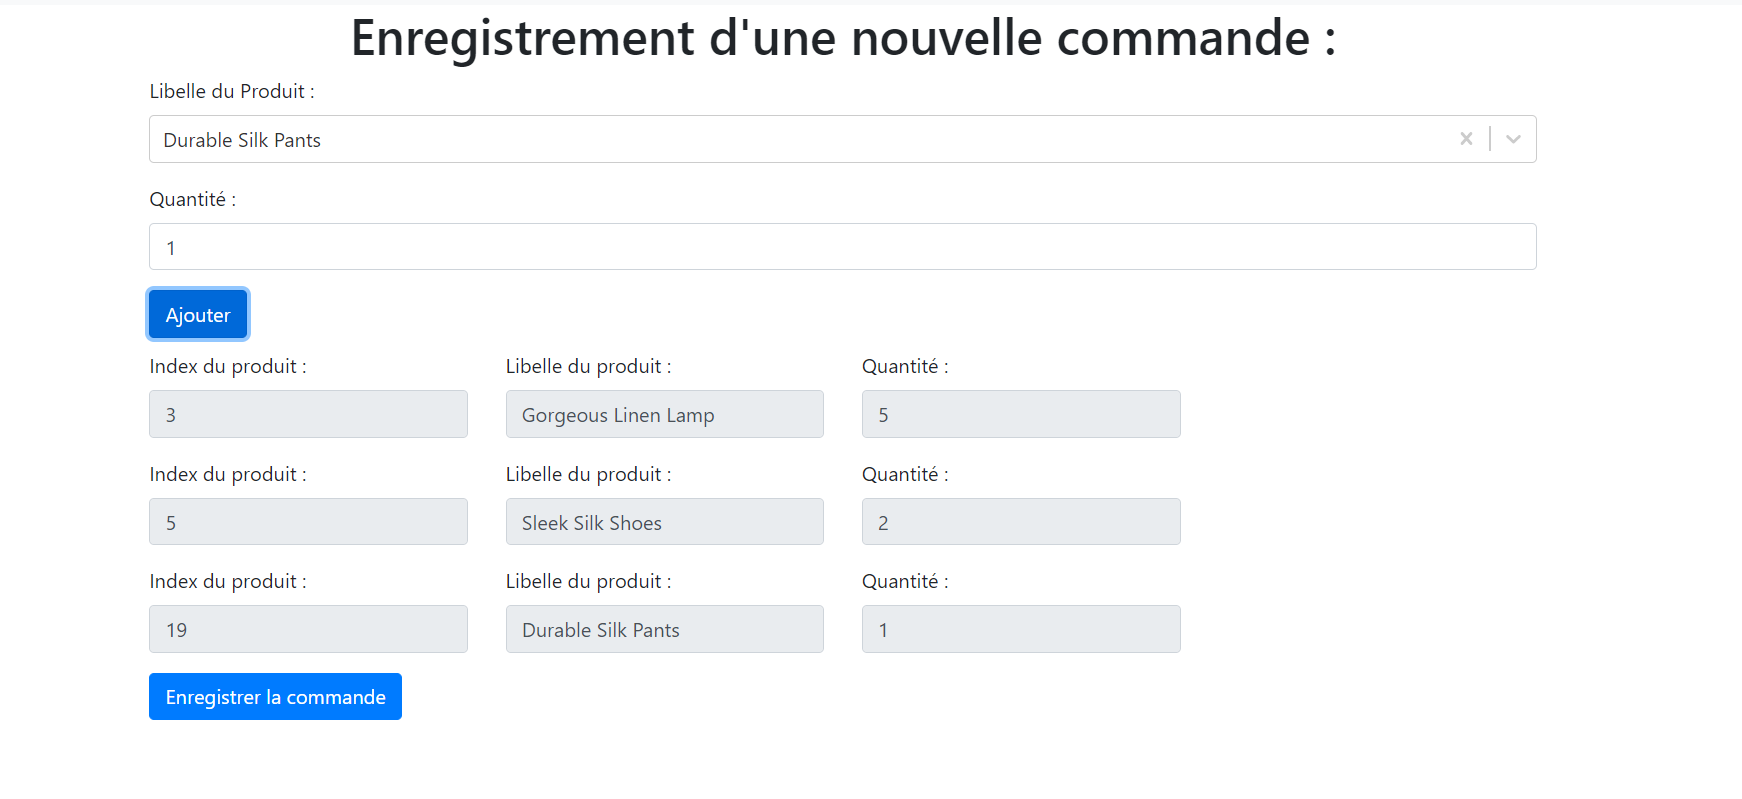 Enregistrement d'une nouvelle commande :
Libelle du Produit :
Durable Silk Pants
Quantité :
1
Ajouter
Index du produit : Libelle du produit : Quantité :
3 Gorgeous Linen Lamp 5
Index du produit : Libelle du produit : Quantité :
5 Sleek Silk Shoes 2
Index du produit : Libelle du produit : Quantité :
19 Durable Silk Pants 1
Enregistrer la commande